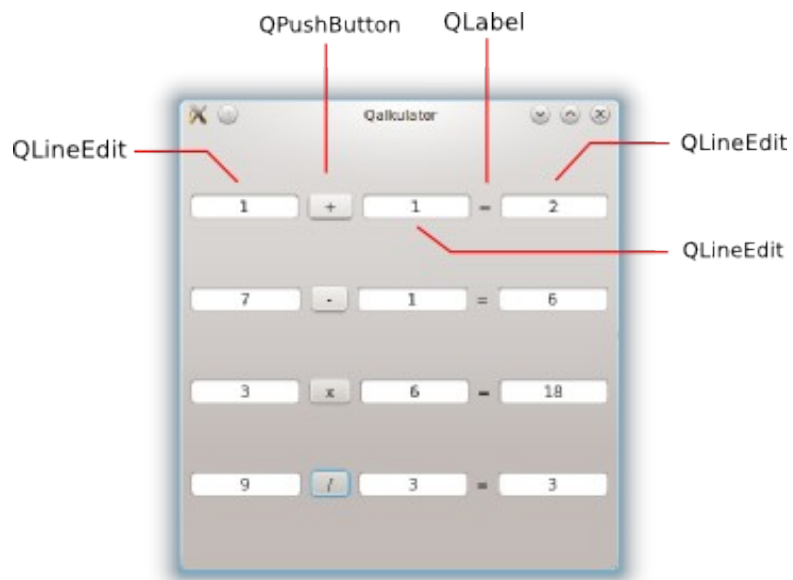 QPushButton QLabel
Qalkulator
QLineEdit QLineEdit
1 + 1 = 2
QLineEdit
7 - 1 = 6
3 x 6 = 18
9 / 3 = 3